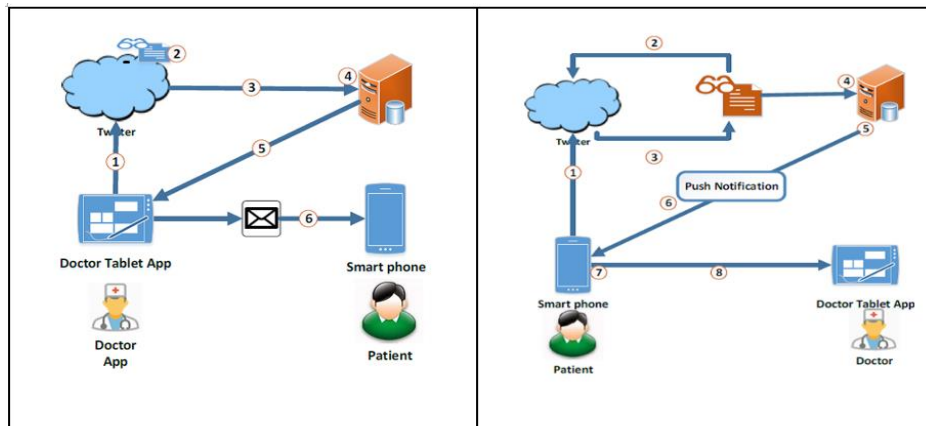 2
3
4
Twitter
1
5
6
Doctor Tablet App
Smart phone
Doctor
App
Patient
2
4
Twitter
3
5
1
Push Notification
6
7
8
Smart phone
Doctor Tablet App
Patient
Doctor